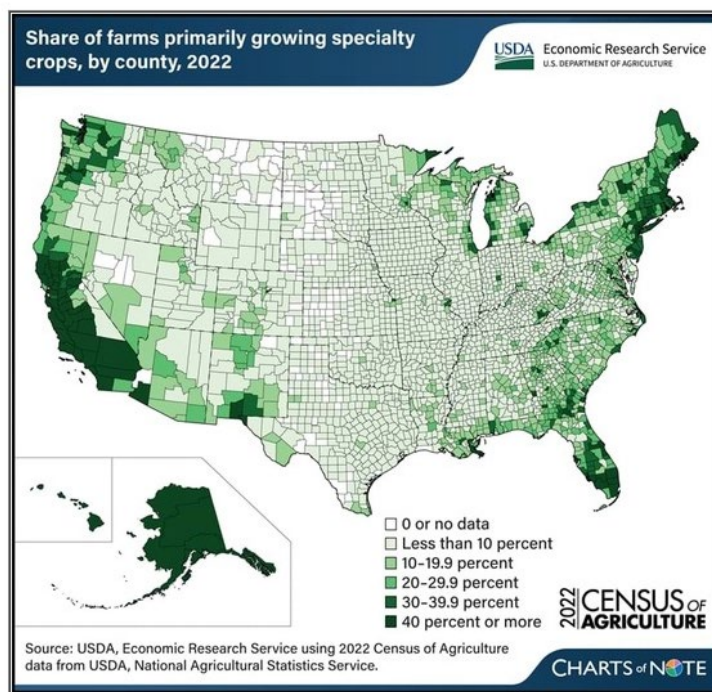 Share of farms primarily growing specialty
crops, by county, 2022
USDA
Economic Research Service
U.S. DEPARTMENT OF AGRICULTURE
0 or no data
Less than 10 percent
10–19.9 percent
20–29.9 percent
30–39.9 percent
40 percent or more
2022
CENSUS OF
AGRICULTURE
Source: USDA, Economic Research Service using 2022 Census of Agriculture
data from USDA, National Agricultural Statistics Service.
CHARTS of NOTE